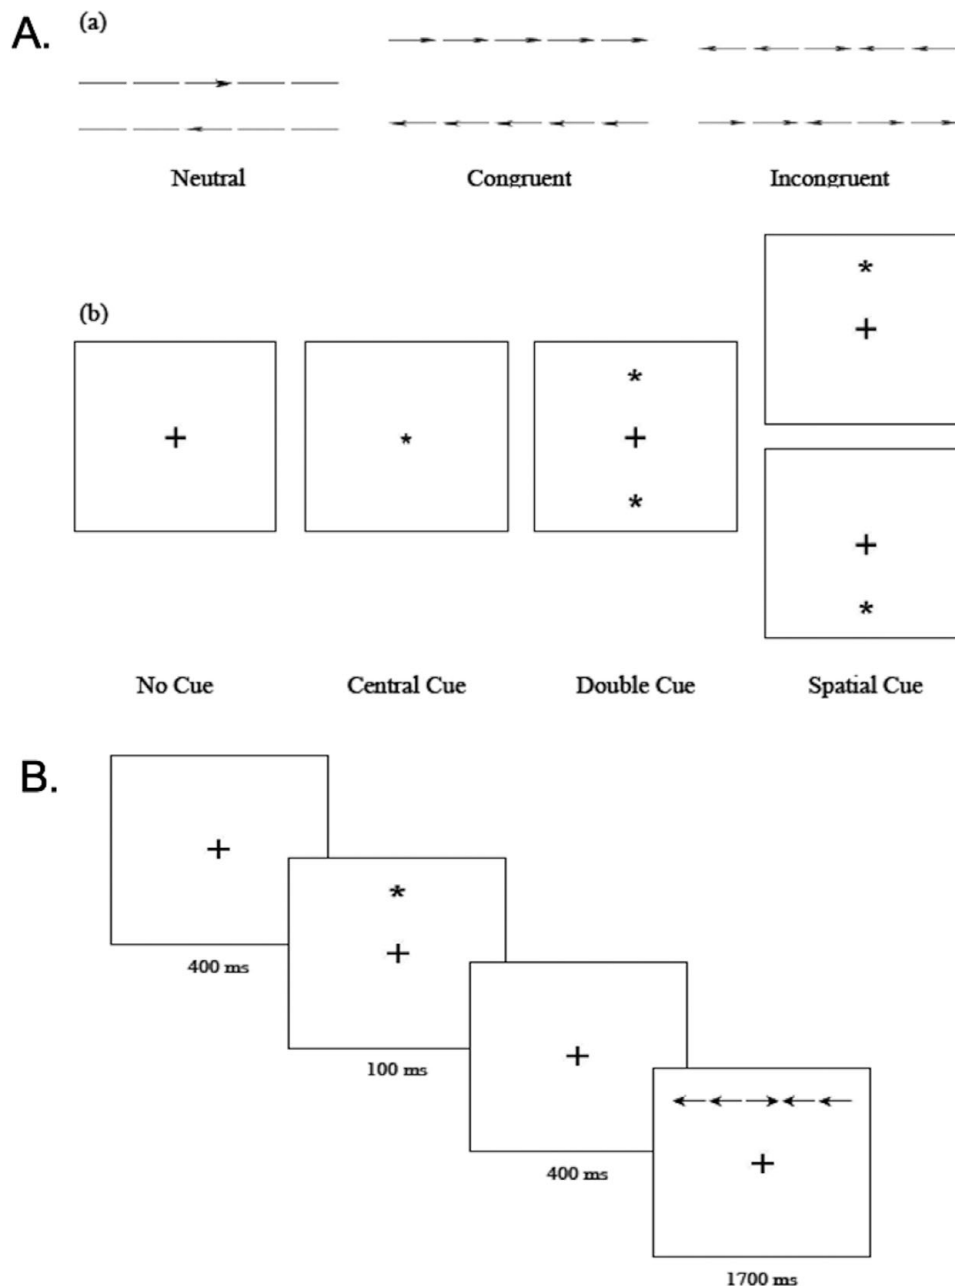 A.
(a)
Neutral
Congruent
Incongruent
(b)
*
+
+
*
*
+
*
+
*
No Cue
Central Cue
Double Cue
Spatial Cue
B.
+
400 ms
*
+
100 ms
+
400 ms
+
1700 ms